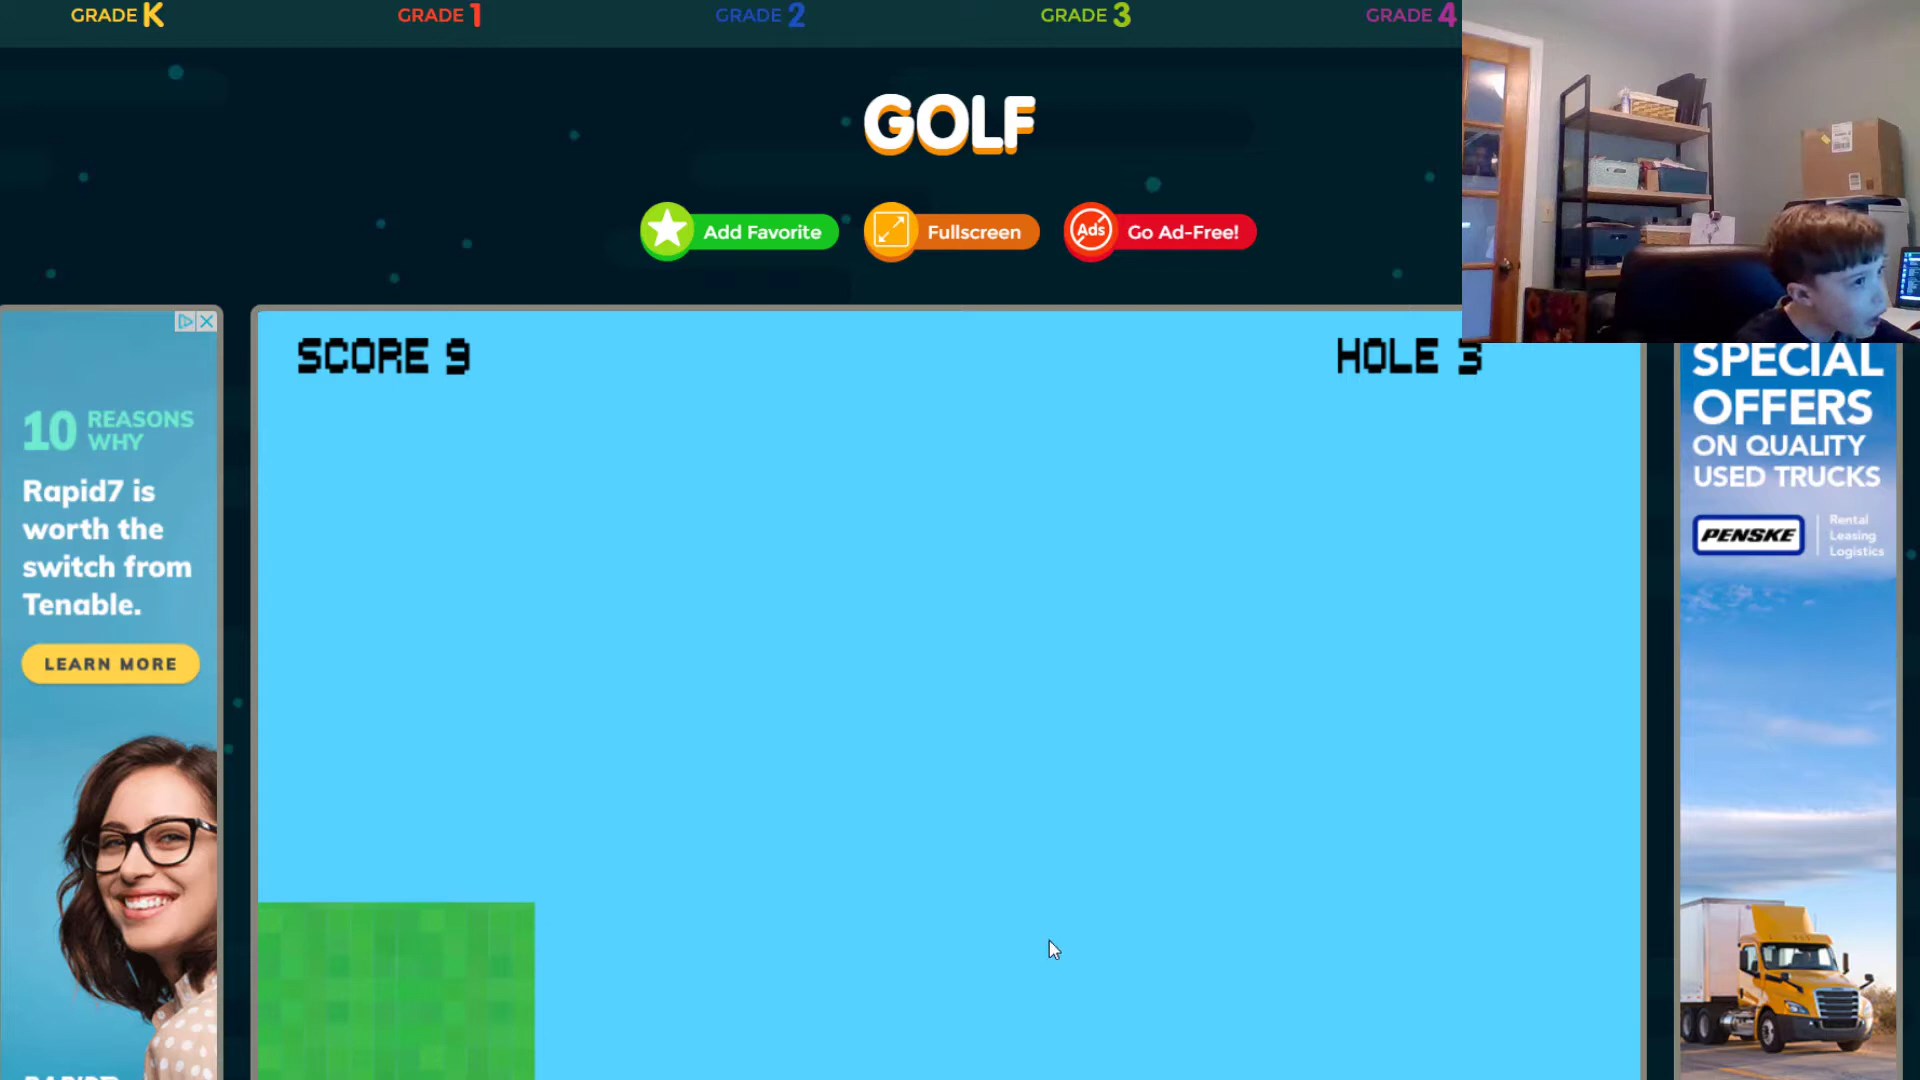 GRADE K
GRADE 1
GRADE 2
GRADE 3
GRADE 4
GOLF
Add Favorite
Fullscreen
Ads
Go Ad-Free!
SCORE 9
HOLE 3
10 REASONS
WHY
Rapid7 is
worth the
switch from
Tenable.
LEARN MORE
SPECIAL
OFFERS
ON QUALITY
USED TRUCKS
PENSKE
Rental
Leasing
Logistics